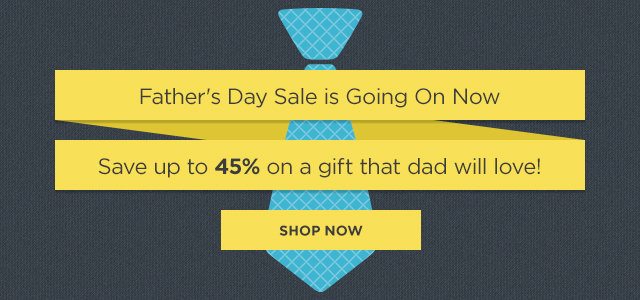 Father's Day Sale is Going On Now
Save up to 45% on a gift that dad will love!
SHOP NOW